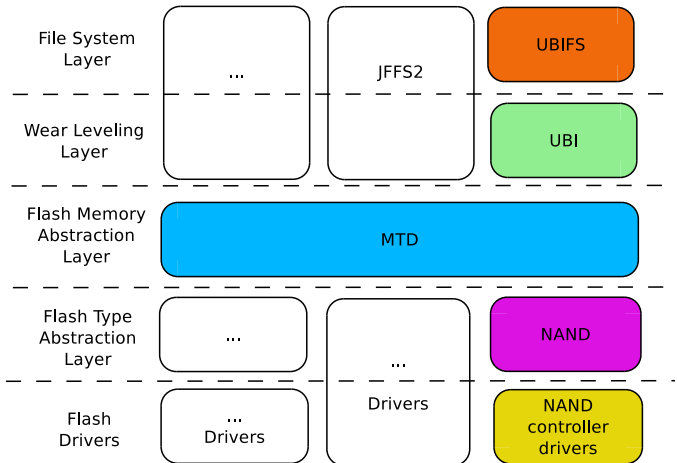 File System
Layer
...
JFFS2
UBIFS
Wear Leveling
Layer
UBI
Flash Memory
Abstraction
Layer
MTD
Flash Type
Abstraction
Layer
...
...
NAND
Flash
Drivers
...
Drivers
Drivers
NAND
controller
drivers